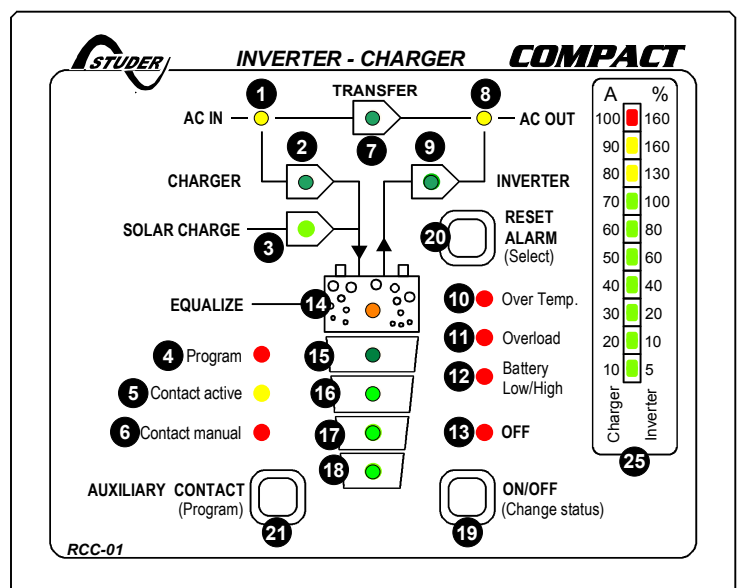 STUDER INVERTER - CHARGER COMPACT
1 TRANSFER 8
AC IN AC OUT
2 7 9
CHARGER INVERTER
SOLAR CHARGE
3
20 RESET
ALARM
(Select)
EQUALIZE 14
10 Over Temp.
15 11 Overload
4 Program
16 12 Battery
Low/High
5 Contact active
6 Contact manual 17 13 OFF
18
AUXILIARY CONTACT
(Program)
21
ON/OFF
(Change status)
19
RCC-01
A %
100 160
90 160
80 130
70 100
60 80
50 60
40 40
30 20
20 10
10 5
Charger Inverter
25